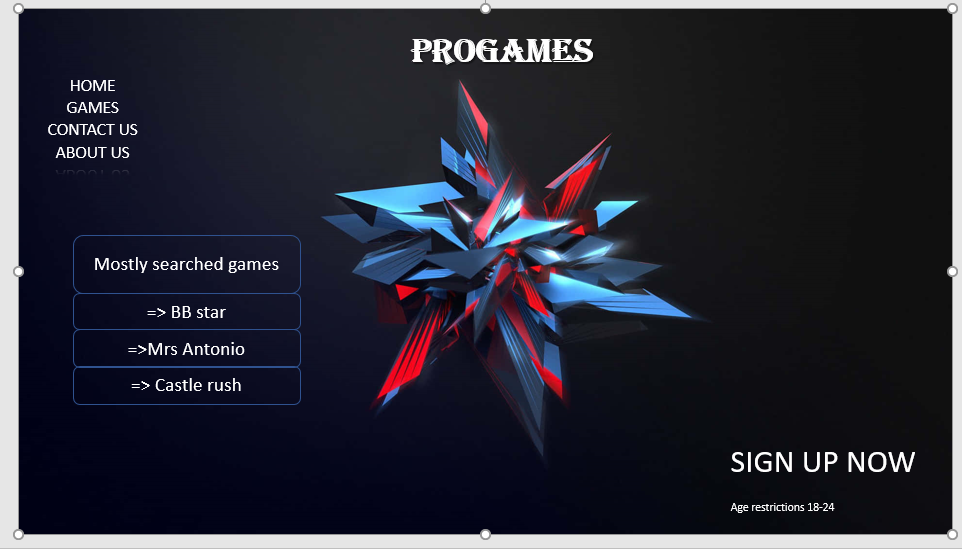 PROGAMES
HOME
GAMES
CONTACT US
ABOUT US
Mostly searched games
=> BB star
=>Mrs Antonio
=> Castle rush
SIGN UP NOW
Age restrictions 18-24